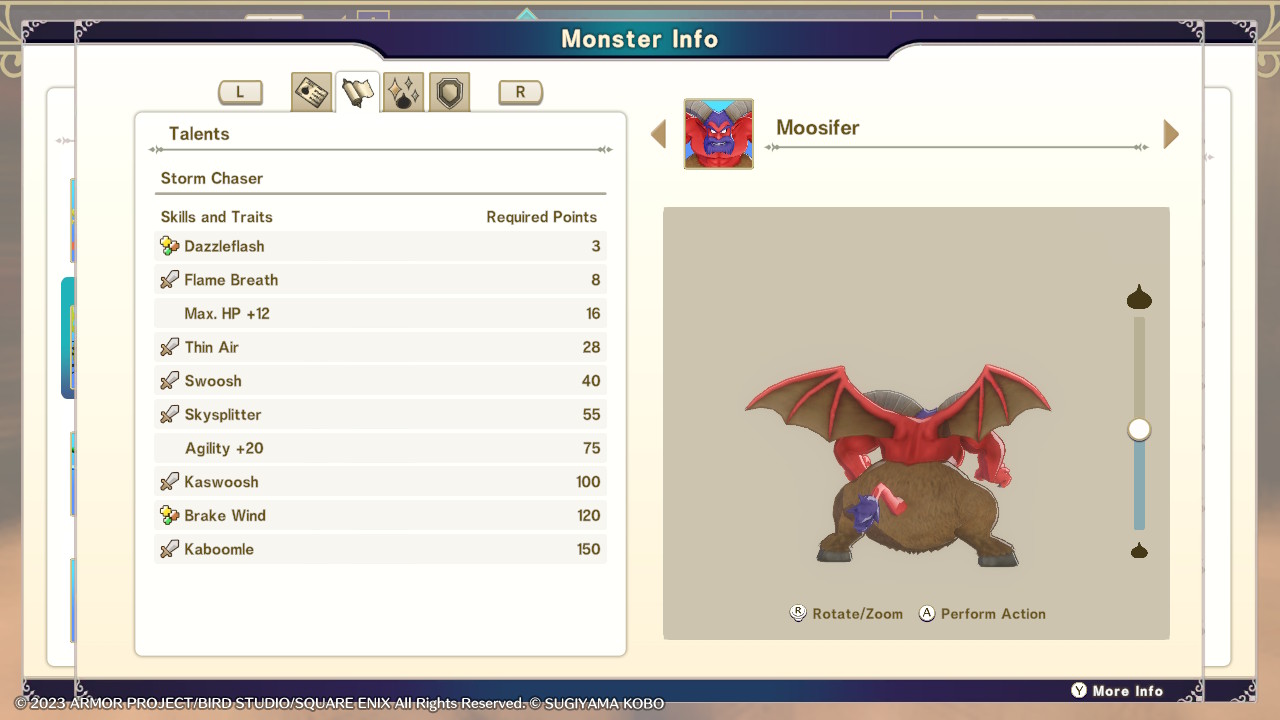 Monster Info
L
R
Talents
Storm Chaser
Skills and Traits Required Points
Dazzleflash 3
Flame Breath 8
Max. HP +12 16
Thin Air 28
Swoosh 40
Skysplitter 55
Agility +20 75
Kaswoosh 100
Brake Wind 120
Kaboomle 150
Moosifer
R Rotate/Zoom A Perform Action
Y More Info
© 2023 ARMOR PROJECT/BIRD STUDIO/SQUARE ENIX All Rights Reserved. © SUGIYAMA KOBO